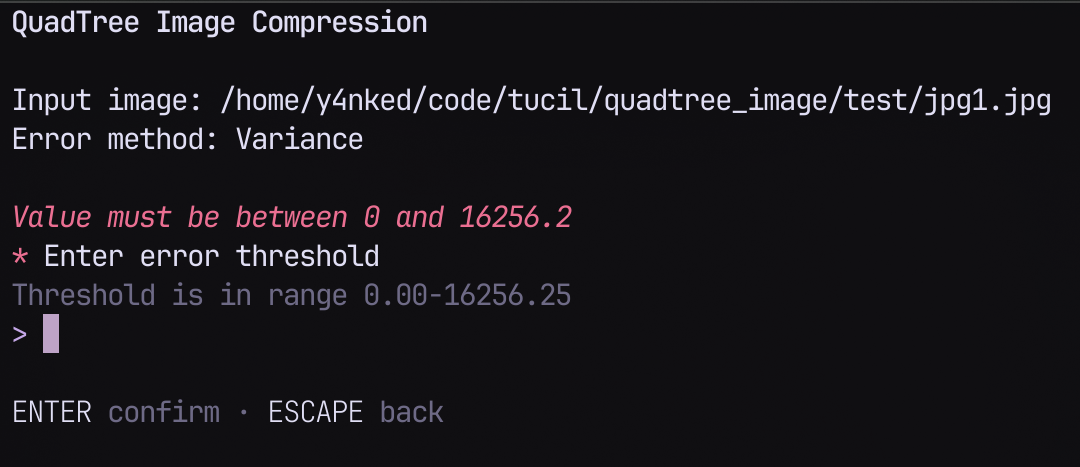 QuadTree Image Compression
Input image: /home/y4nked/code/tucil/quadtree_image/test/jpg1.jpg
Error method: Variance
Value must be between 0 and 16256.2
* Enter error threshold
Threshold is in range 0.00-16256.25
>
ENTER confirm · ESCAPE back